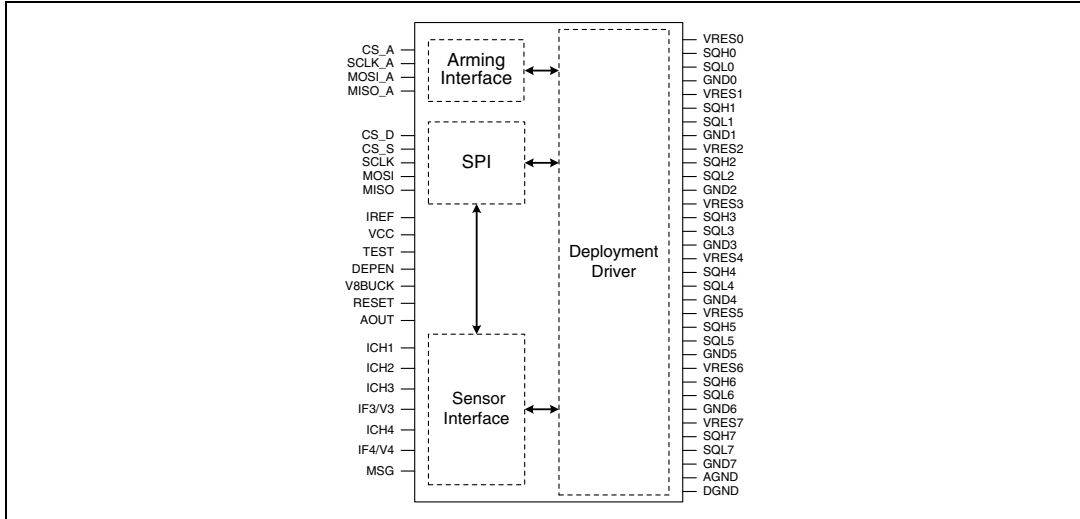 CS_A
SCLK_A
MOSI_A
MISO_A
CS_D
CS_S
SCLK
MOSI
MISO
IREF
VCC
TEST
DEPEN
V8BUCK
RESET
AOUT
ICH1
ICH2
ICH3
IF3/V3
ICH4
IF4/V4
MSG
Arming
Interface
SPI
Sensor
Interface
Deployment
Driver
VRES0
SQH0
SQL0
GND0
VRES1
SQH1
SQL1
GND1
VRES2
SQH2
SQL2
GND2
VRES3
SQH3
SQL3
GND3
VRES4
SQH4
SQL4
GND4
VRES5
SQH5
SQL5
GND5
VRES6
SQH6
SQL6
GND6
VRES7
SQH7
SQL7
GND7
AGND
DGND